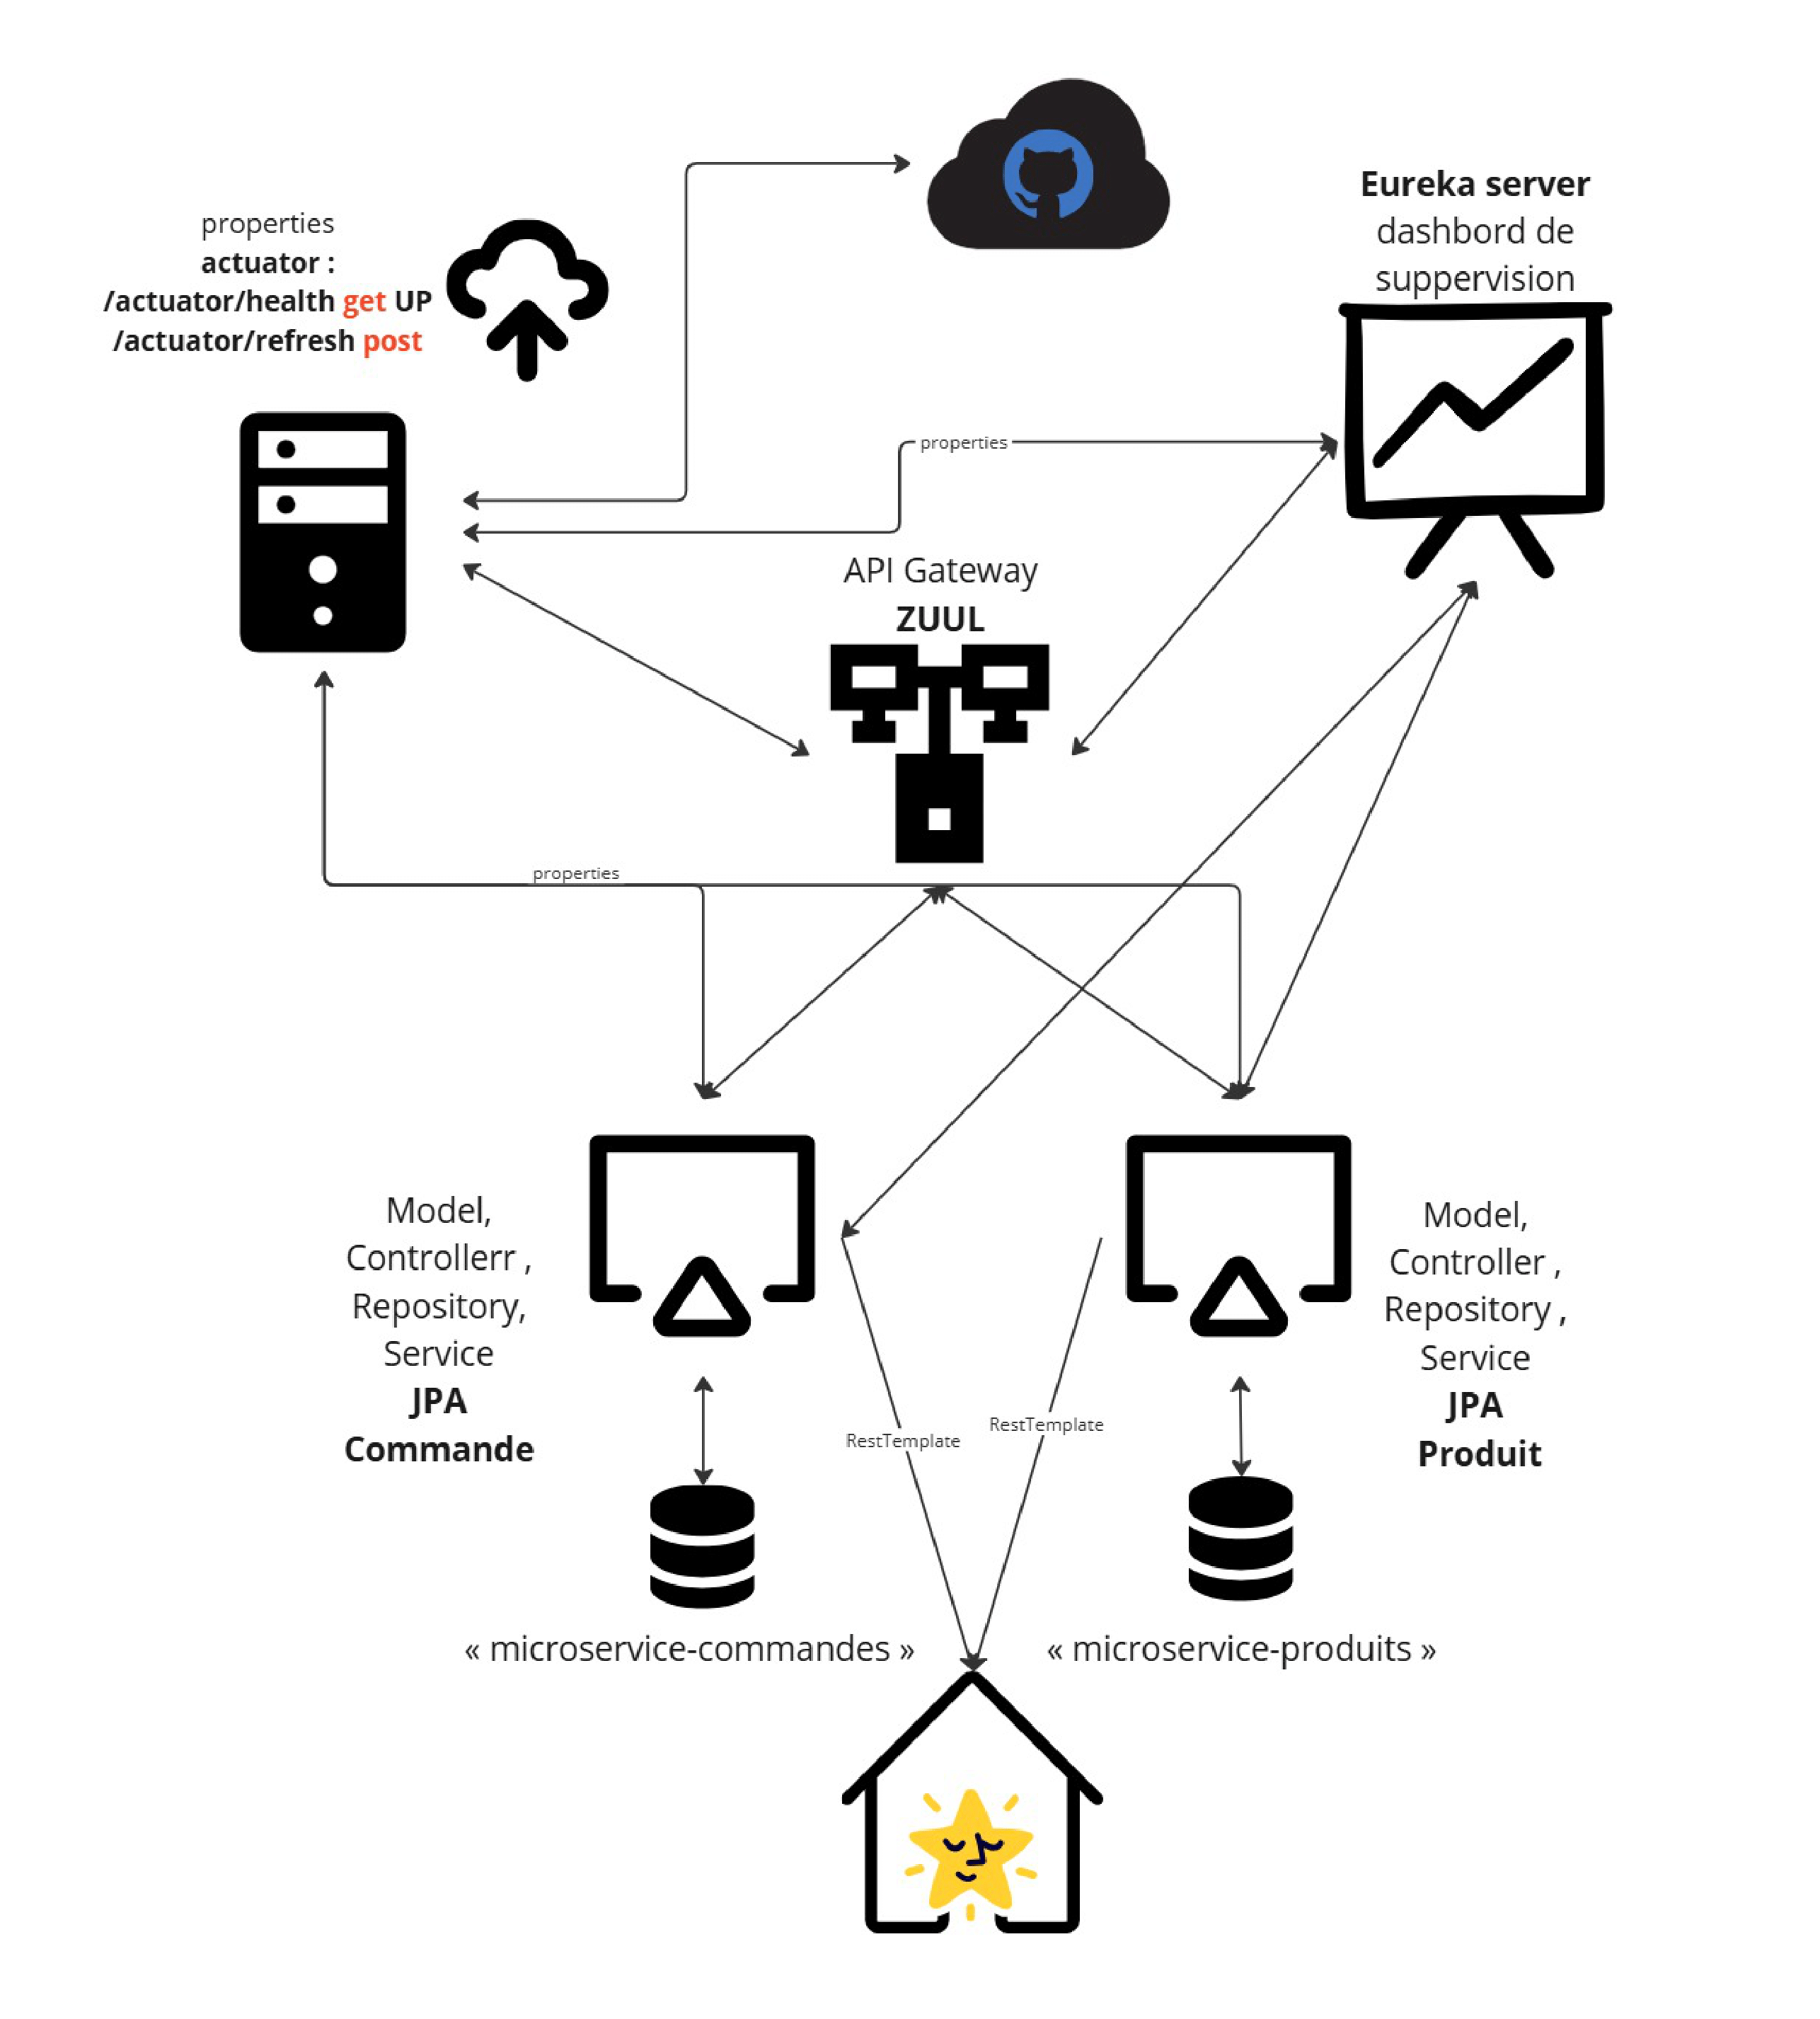 properties
actuator :
/actuator/health get UP
/actuator/refresh post
Eureka server
dashbord de
suppervision
properties
API Gateway
ZUUL
properties
Model,
Controllerr ,
Repository,
Service
JPA
Commande
Model,
Controller ,
Repository ,
Service
JPA
Produit
RestTemplate
RestTemplate
« microservice-commandes »
« microservice-produits »